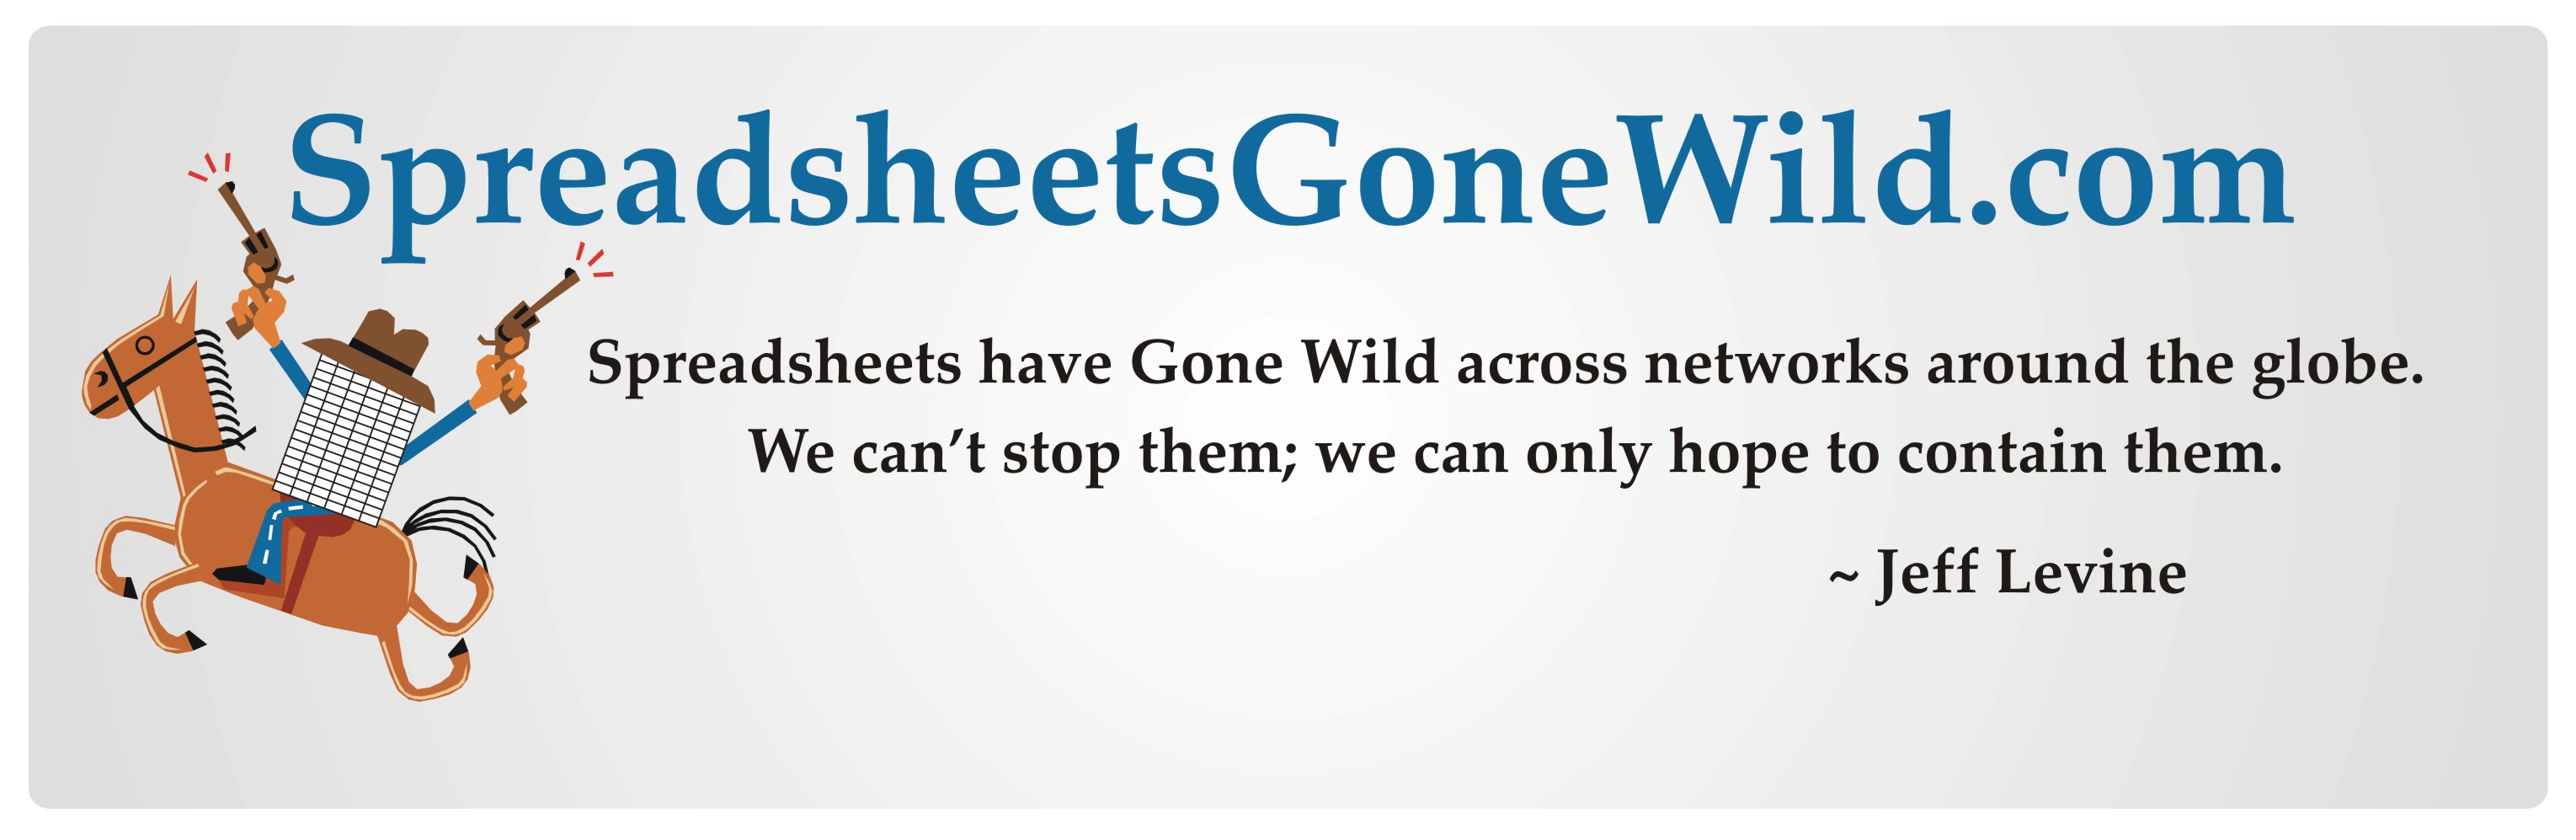 SpreadsheetsGoneWild.com
Spreadsheets have Gone Wild across networks around the globe.
We can’t stop them; we can only hope to contain them.
~ Jeff Levine